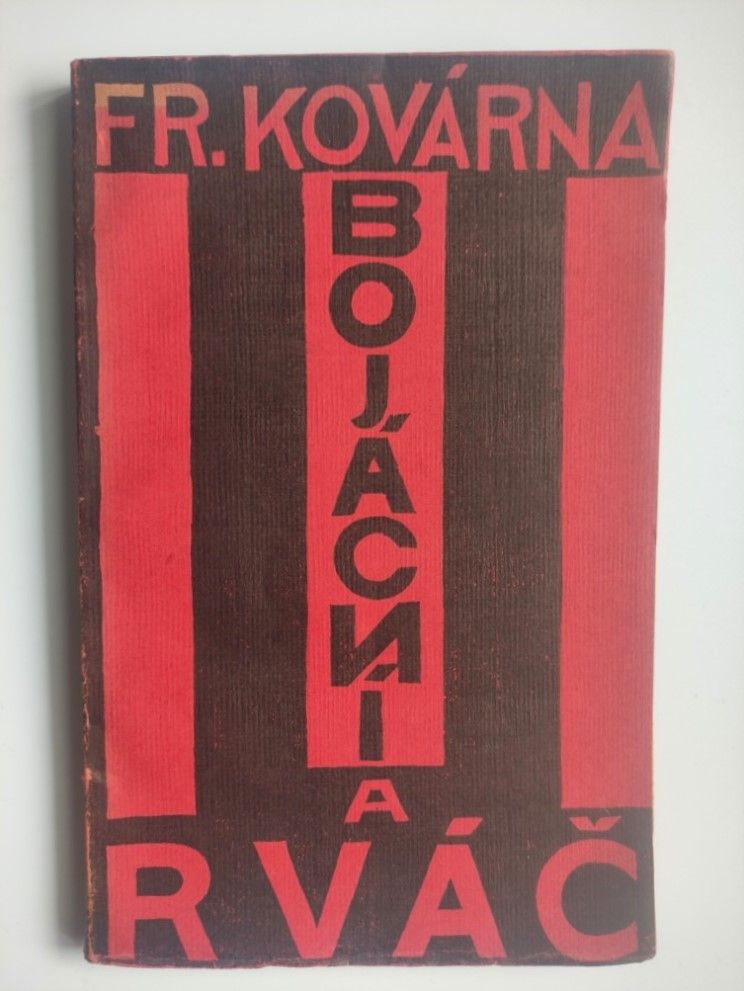 FR. KOVÁRNA
BOJÁCNÍ
A
RVÁČ